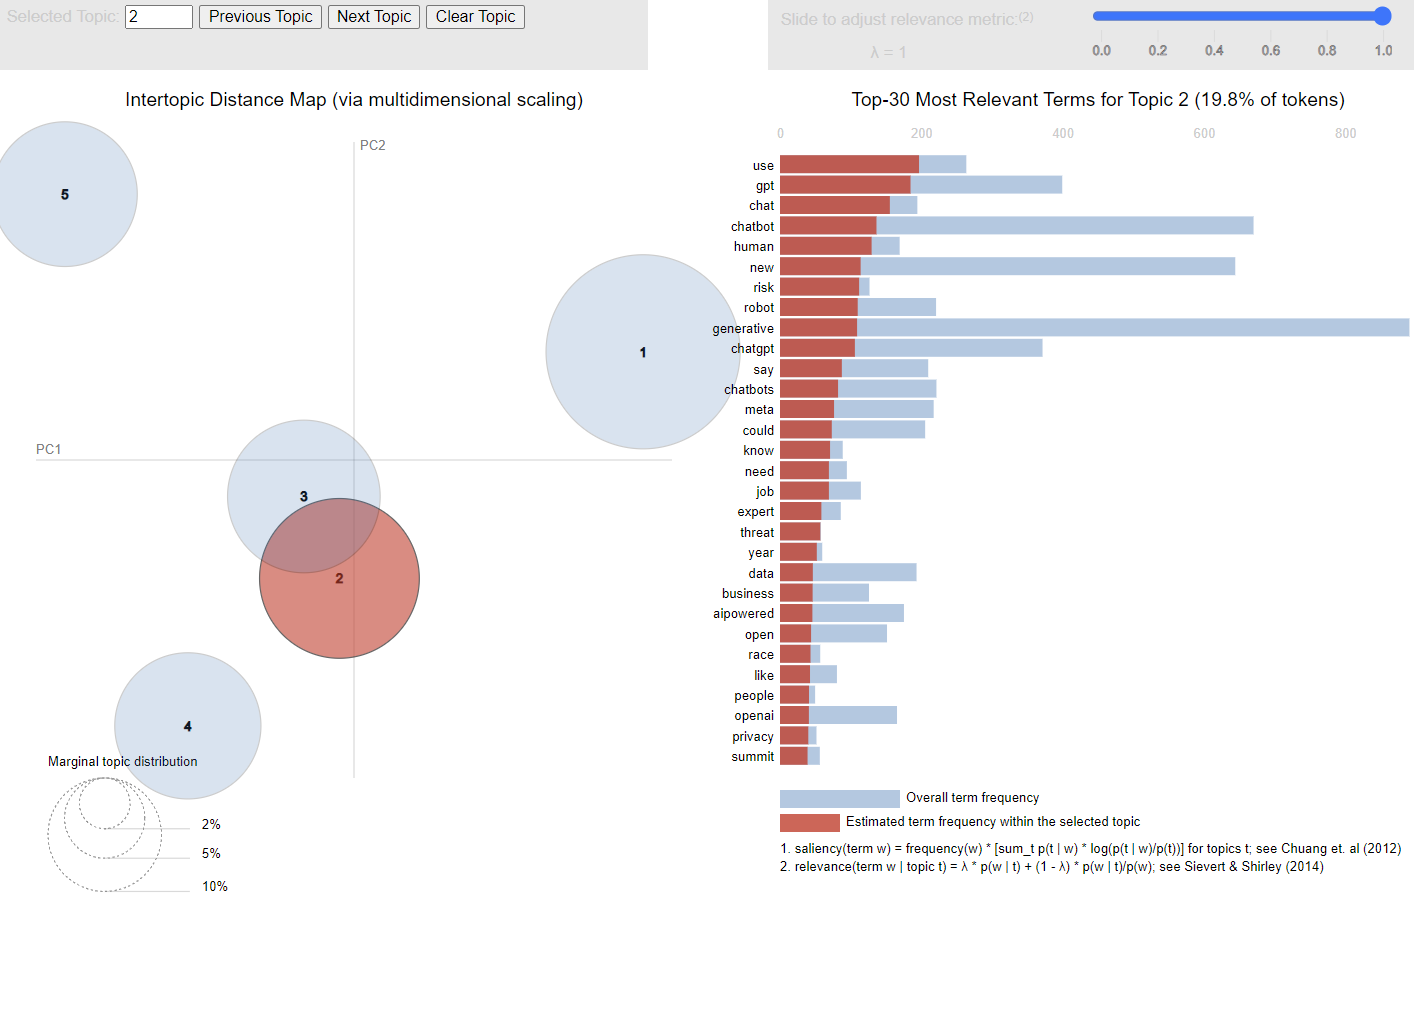 Selected Topic: 2 Previous Topic Next Topic Clear Topic
Slide to adjust relevance metric:(2)
λ = 1
0.0 0.2 0.4 0.6 0.8 1.0
Intertopic Distance Map (via multidimensional scaling)
PC2
PC1
5
1
3
2
4
Marginal topic distribution
2%
5%
10%
Top-30 Most Relevant Terms for Topic 2 (19.8% of tokens)
0 200 400 600 800
use
gpt
chat
chatbot
human
new
risk
robot
generative
chatgpt
say
chatbots
meta
could
know
need
job
expert
threat
year
data
business
aipowered
open
race
like
people
openai
privacy
summit
Overall term frequency
Estimated term frequency within the selected topic
1. saliency(term w) = frequency(w) * [sum_t p(t | w) * log(p(t | w)/p(t))] for topics t; see Chuang et. al (2012)
2. relevance(term w | topic t) = λ * p(w | t) + (1 - λ) * p(w | t)/p(w); see Sievert & Shirley (2014)